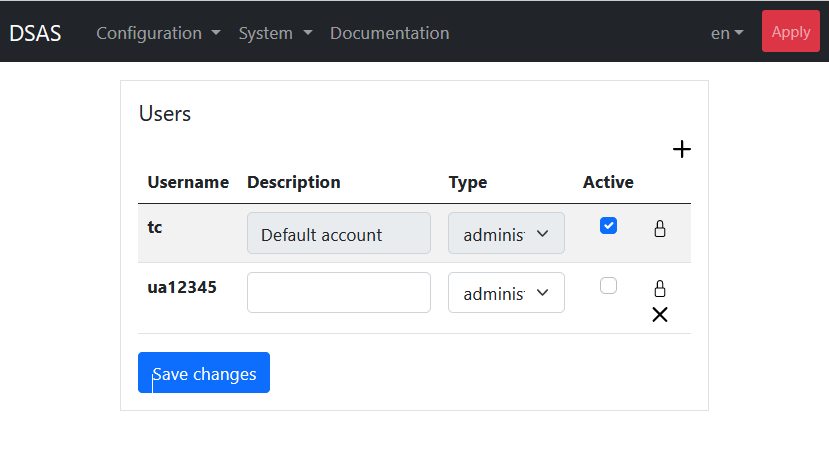 DSAS Configuration System Documentation en Apply
Users
Username Description Type Active
tc Default account adminis
ua12345 adminis
Save changes